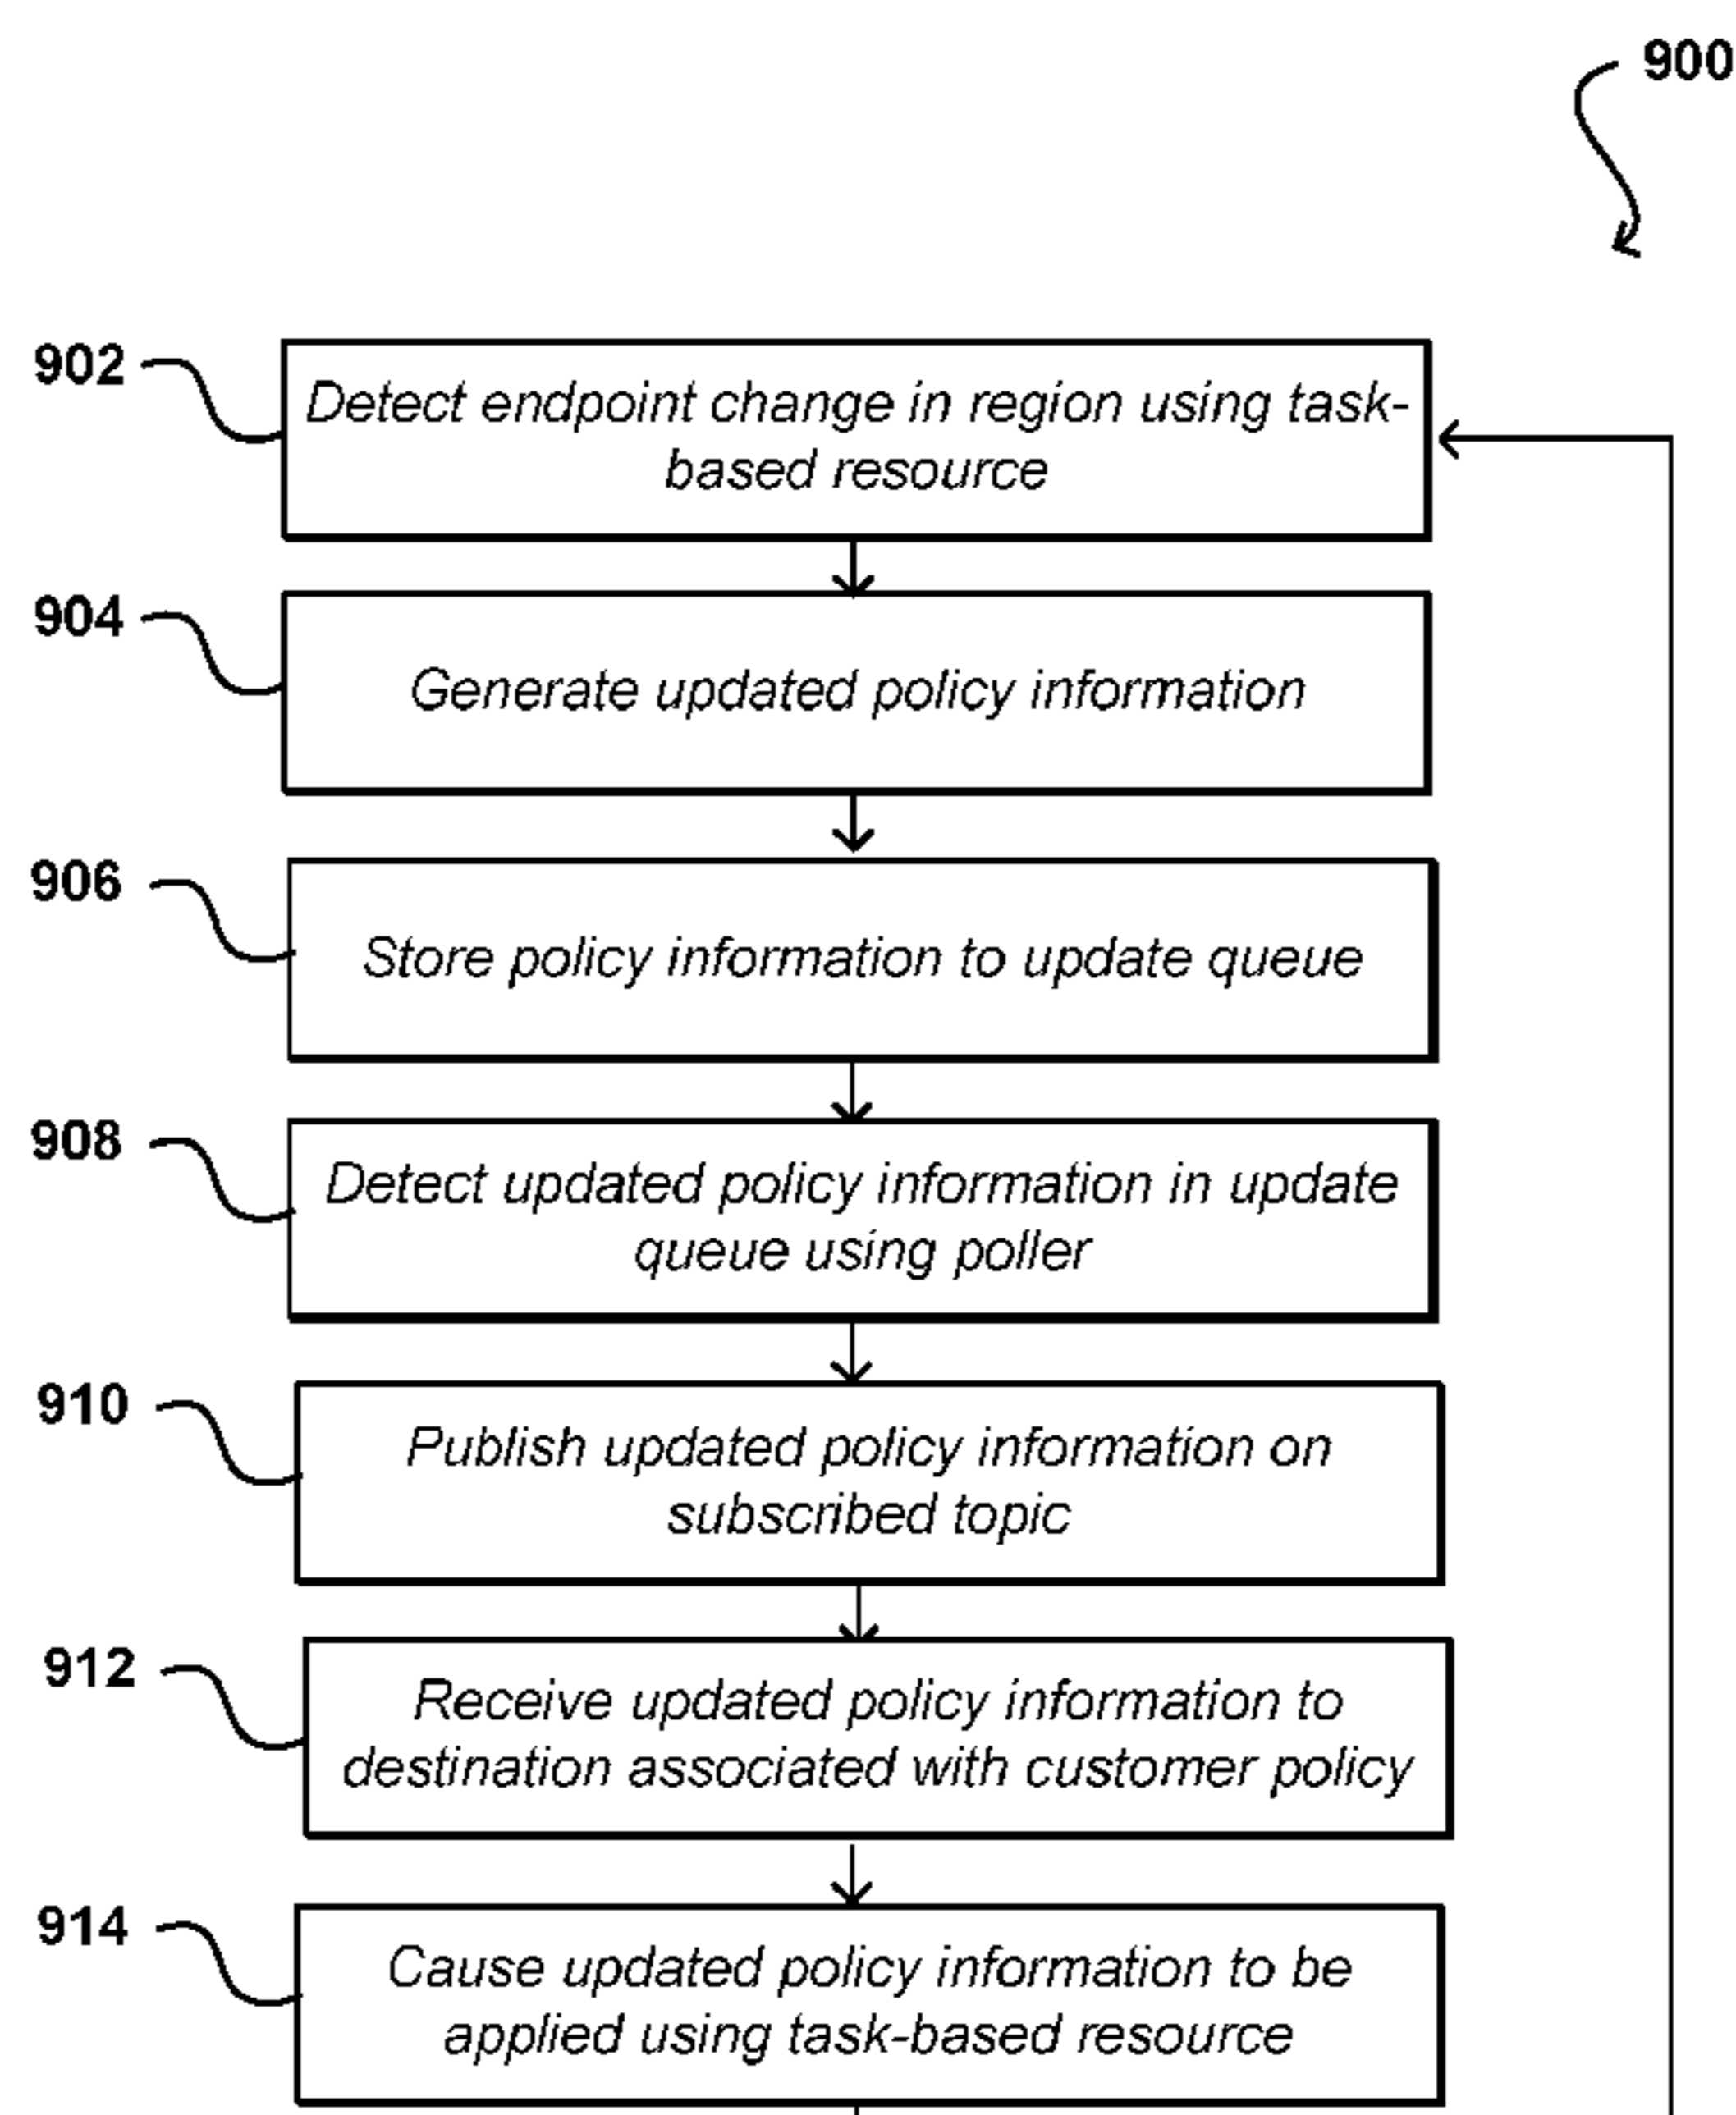 900
902
Detect endpoint change in region using task-
based resource
904
Generate updated policy information
906
Store policy information to update queue
908
Detect updated policy information in update
queue using poller
910
Publish updated policy information on
subscribed topic
912
Receive updated policy information to
destination associated with customer policy
914
Cause updated policy information to be
applied using task-based resource